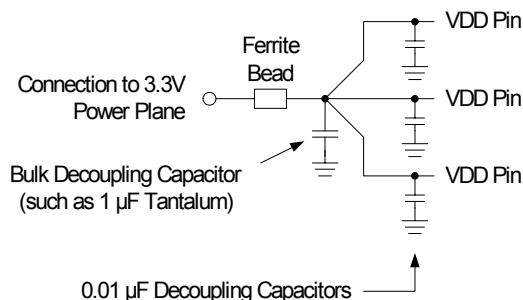 VDD Pin
Ferrite
Bead
Connection to 3.3V
Power Plane
VDD Pin
Bulk Decoupling Capacitor
(such as 1 µF Tantalum)
VDD Pin
0.01 µF Decoupling Capacitors